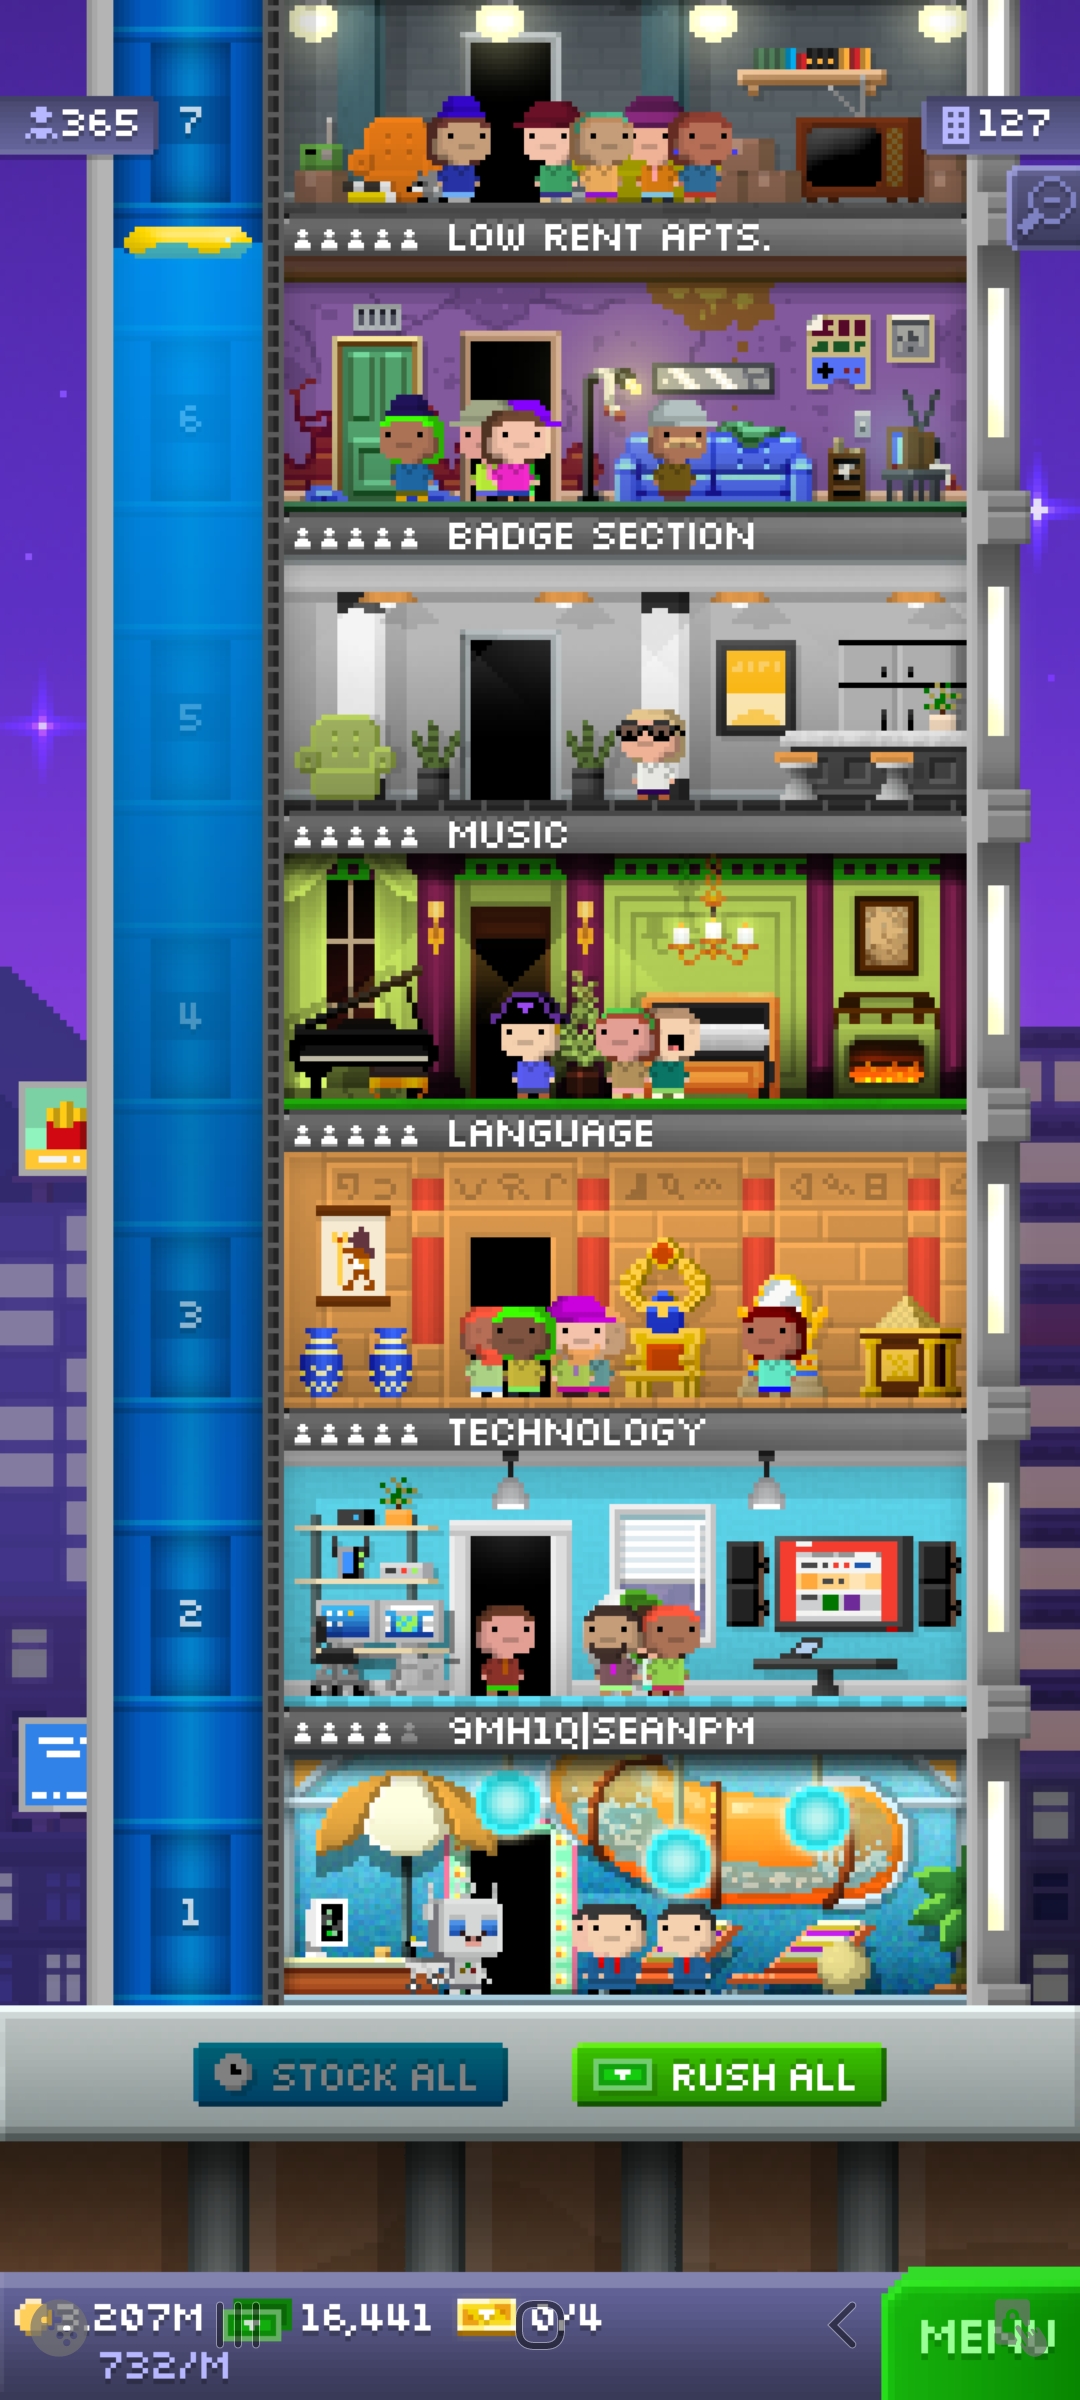 365
7
127
LOW RENT APTS.
6
BADGE SECTION
5
MUSIC
4
LANGUAGE
3
TECHNOLOGY
2
9MH1Q|SEANPM
1
STOCK ALL
RUSH ALL
3.207M
16,441
0/4
MENU
732/M